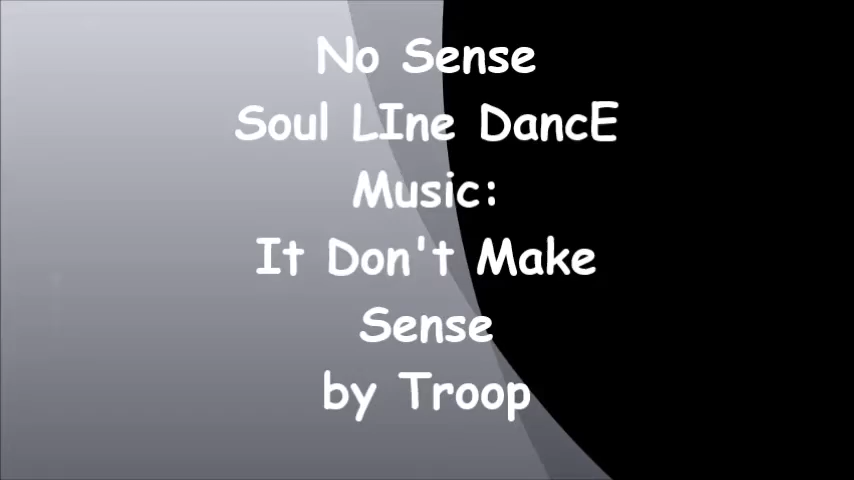 No Sense
Soul LIne DancE
Music:
It Don't Make
Sense
by Troop